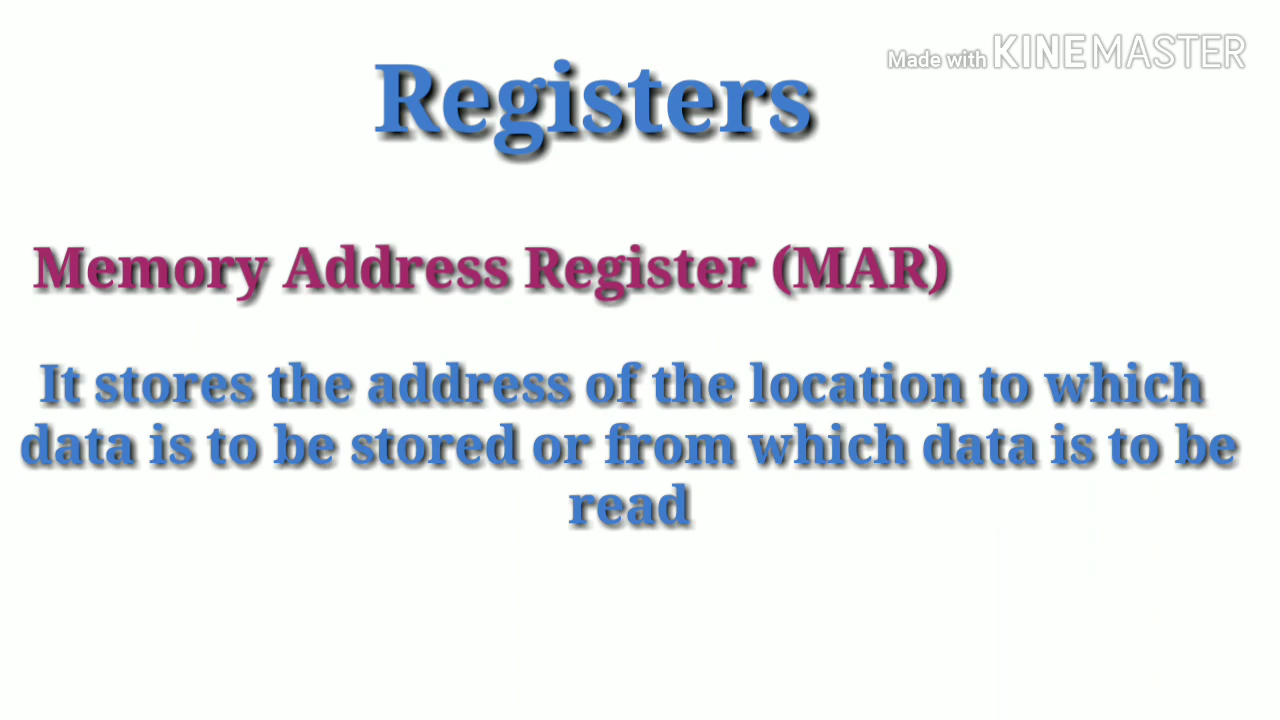 Made with KINEMASTER
Registers
Memory Address Register (MAR)
It stores the address of the location to which
data is to be stored or from which data is to be
read